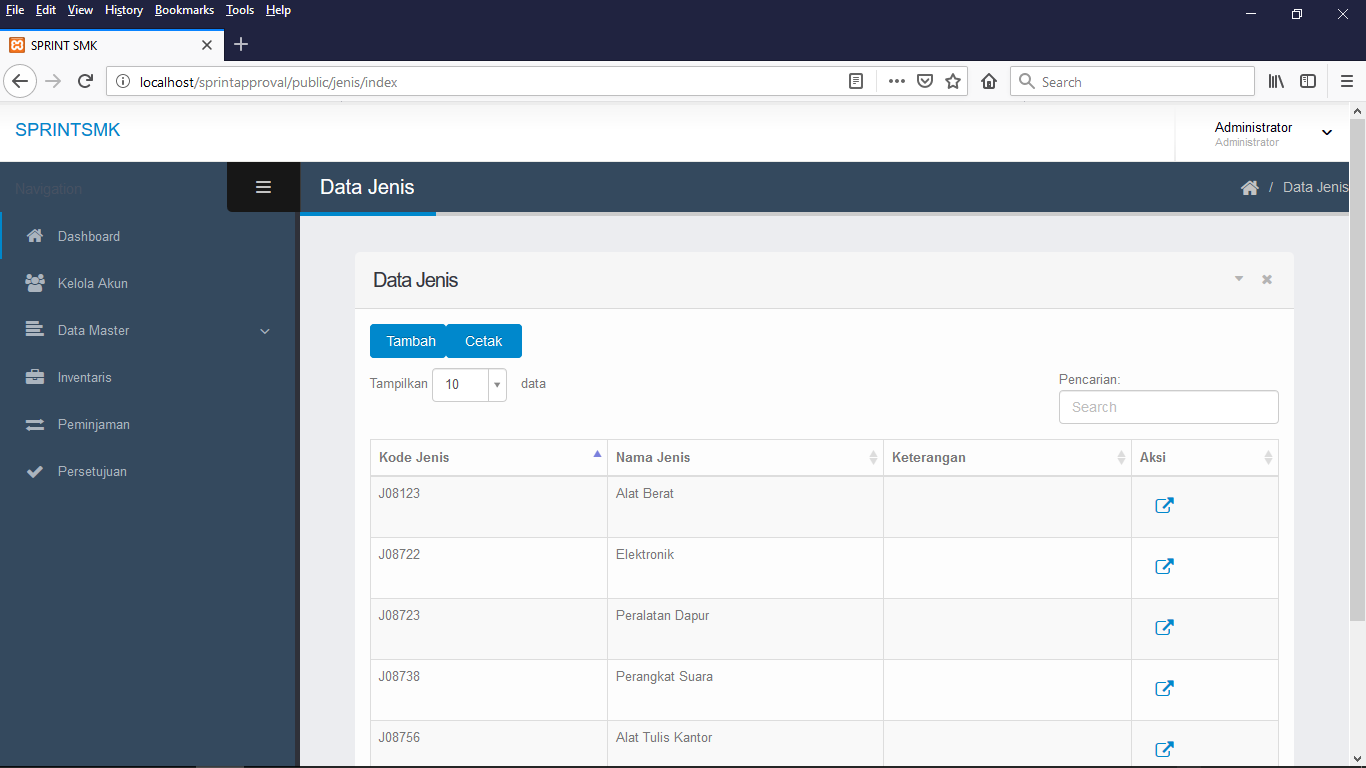 File Edit View History Bookmarks Tools Help
SPRINT SMK
localhost/sprintapproval/public/jenis/index
Search
SPRINTSMK
Administrator
Administrator
Navigation
Data Jenis
/ Data Jenis
Dashboard
Kelola Akun
Data Master
Inventaris
Peminjaman
Persetujuan
Data Jenis
Tambah Cetak
Tampilkan 10 data
Pencarian:
Search
Kode Jenis Nama Jenis Keterangan Aksi
J08123 Alat Berat
J08722 Elektronik
J08723 Peralatan Dapur
J08738 Perangkat Suara
J08756 Alat Tulis Kantor